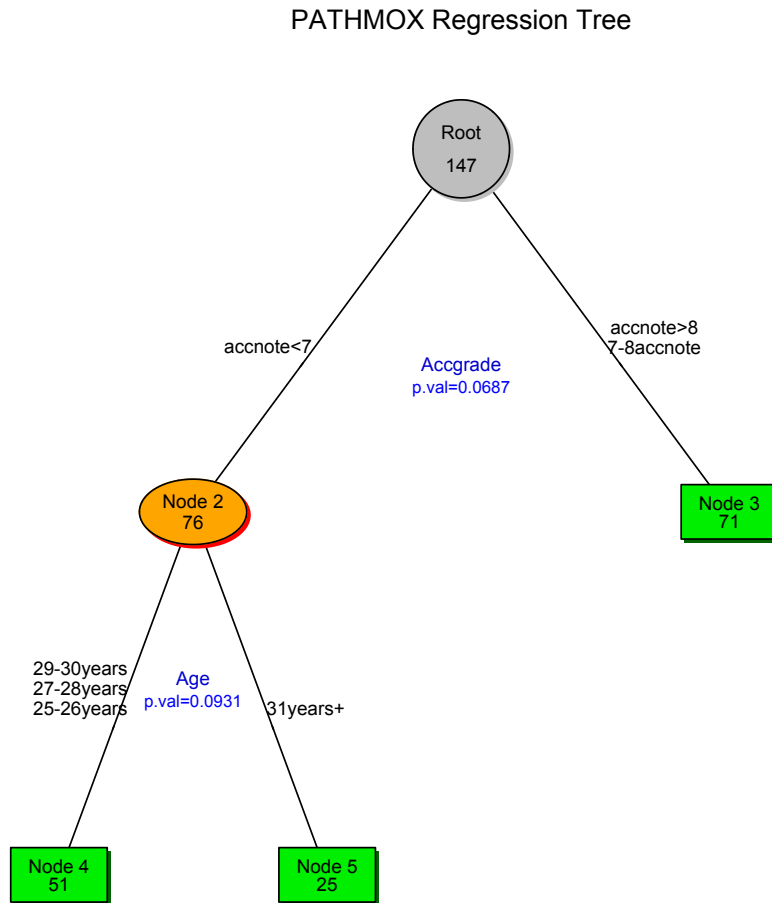 PATHMOX Regression Tree
Root
147
accnote<7
accnote>8
7-8accnote
Accgrade
p.val=0.0687
Node 2
76
Node 3
71
29-30years
27-28years
25-26years
Age
p.val=0.0931
31years+
Node 4
51
Node 5
25